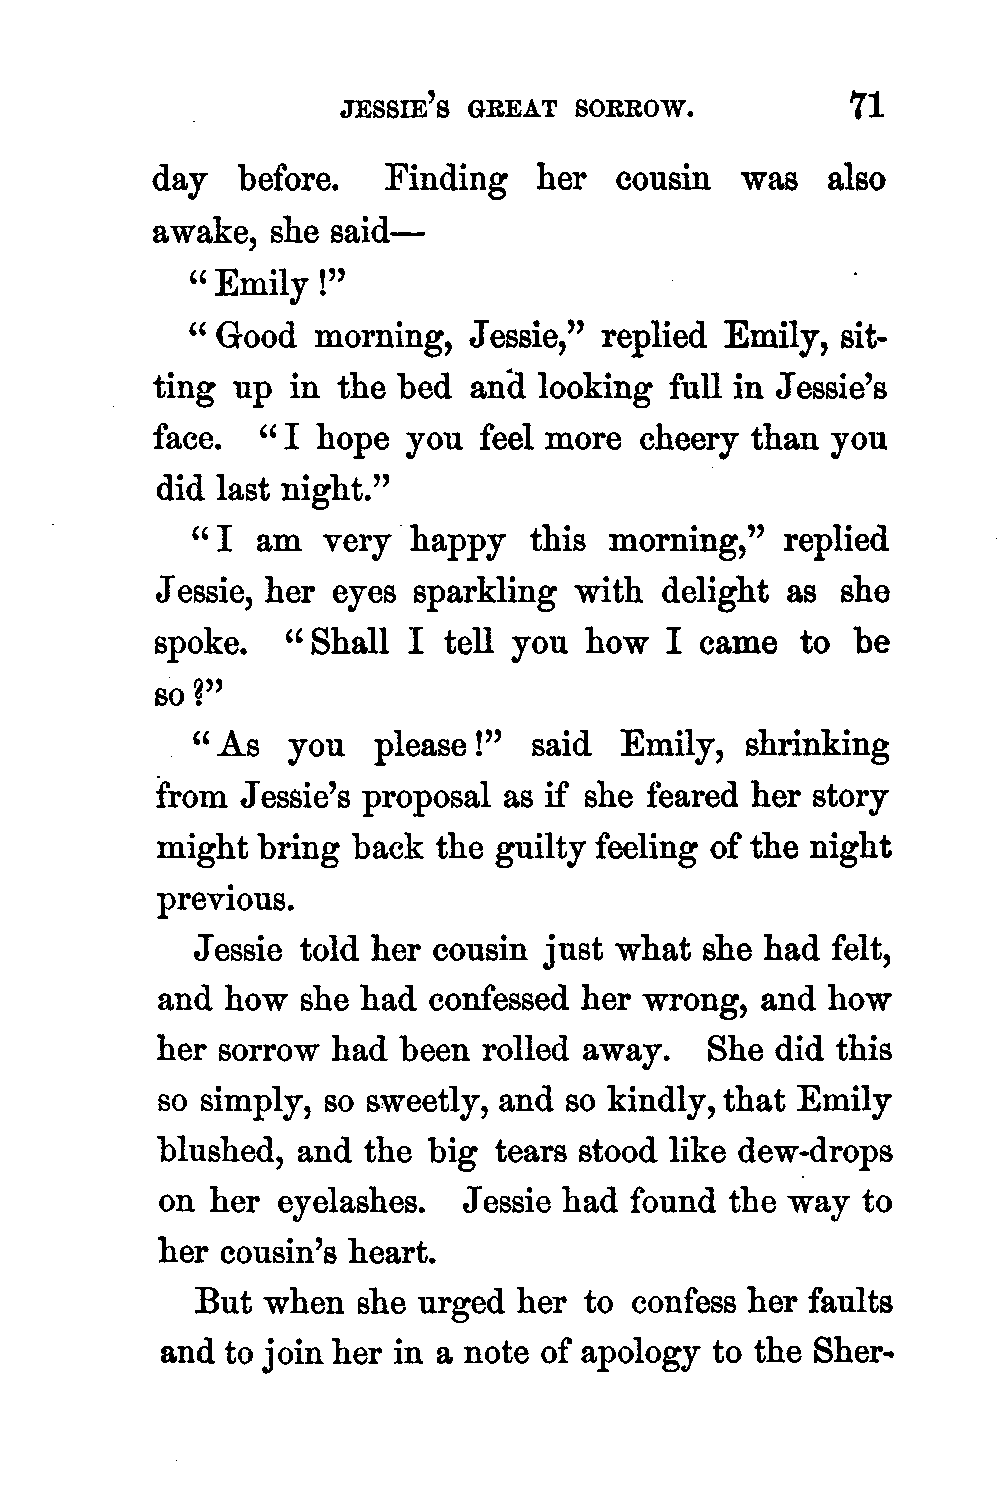 JESSIE'S GREAT SORROW. 71
day before. Finding her cousin was also
awake, she said—
"Emily!"
"Good morning, Jessie," replied Emily, sit-
ting up in the bed and looking full in Jessie's
face. "I hope you feel more cheery than you
did last night."
"I am very happy this morning," replied
Jessie, her eyes sparkling with delight as she
spoke. "Shall I tell you how I came to be
so?"
"As you please!" said Emily, shrinking
from Jessie's proposal as if she feared her story
might bring back the guilty feeling of the night
previous.
Jessie told her cousin just what she had felt,
and how she had confessed her wrong, and how
her sorrow had been rolled away. She did this
so simply, so sweetly, and so kindly, that Emily
blushed, and the big tears stood like dew-drops
on her eyelashes. Jessie had found the way to
her cousin's heart.
But when she urged her to confess her faults
and to join her in a note of apology to the Sher-